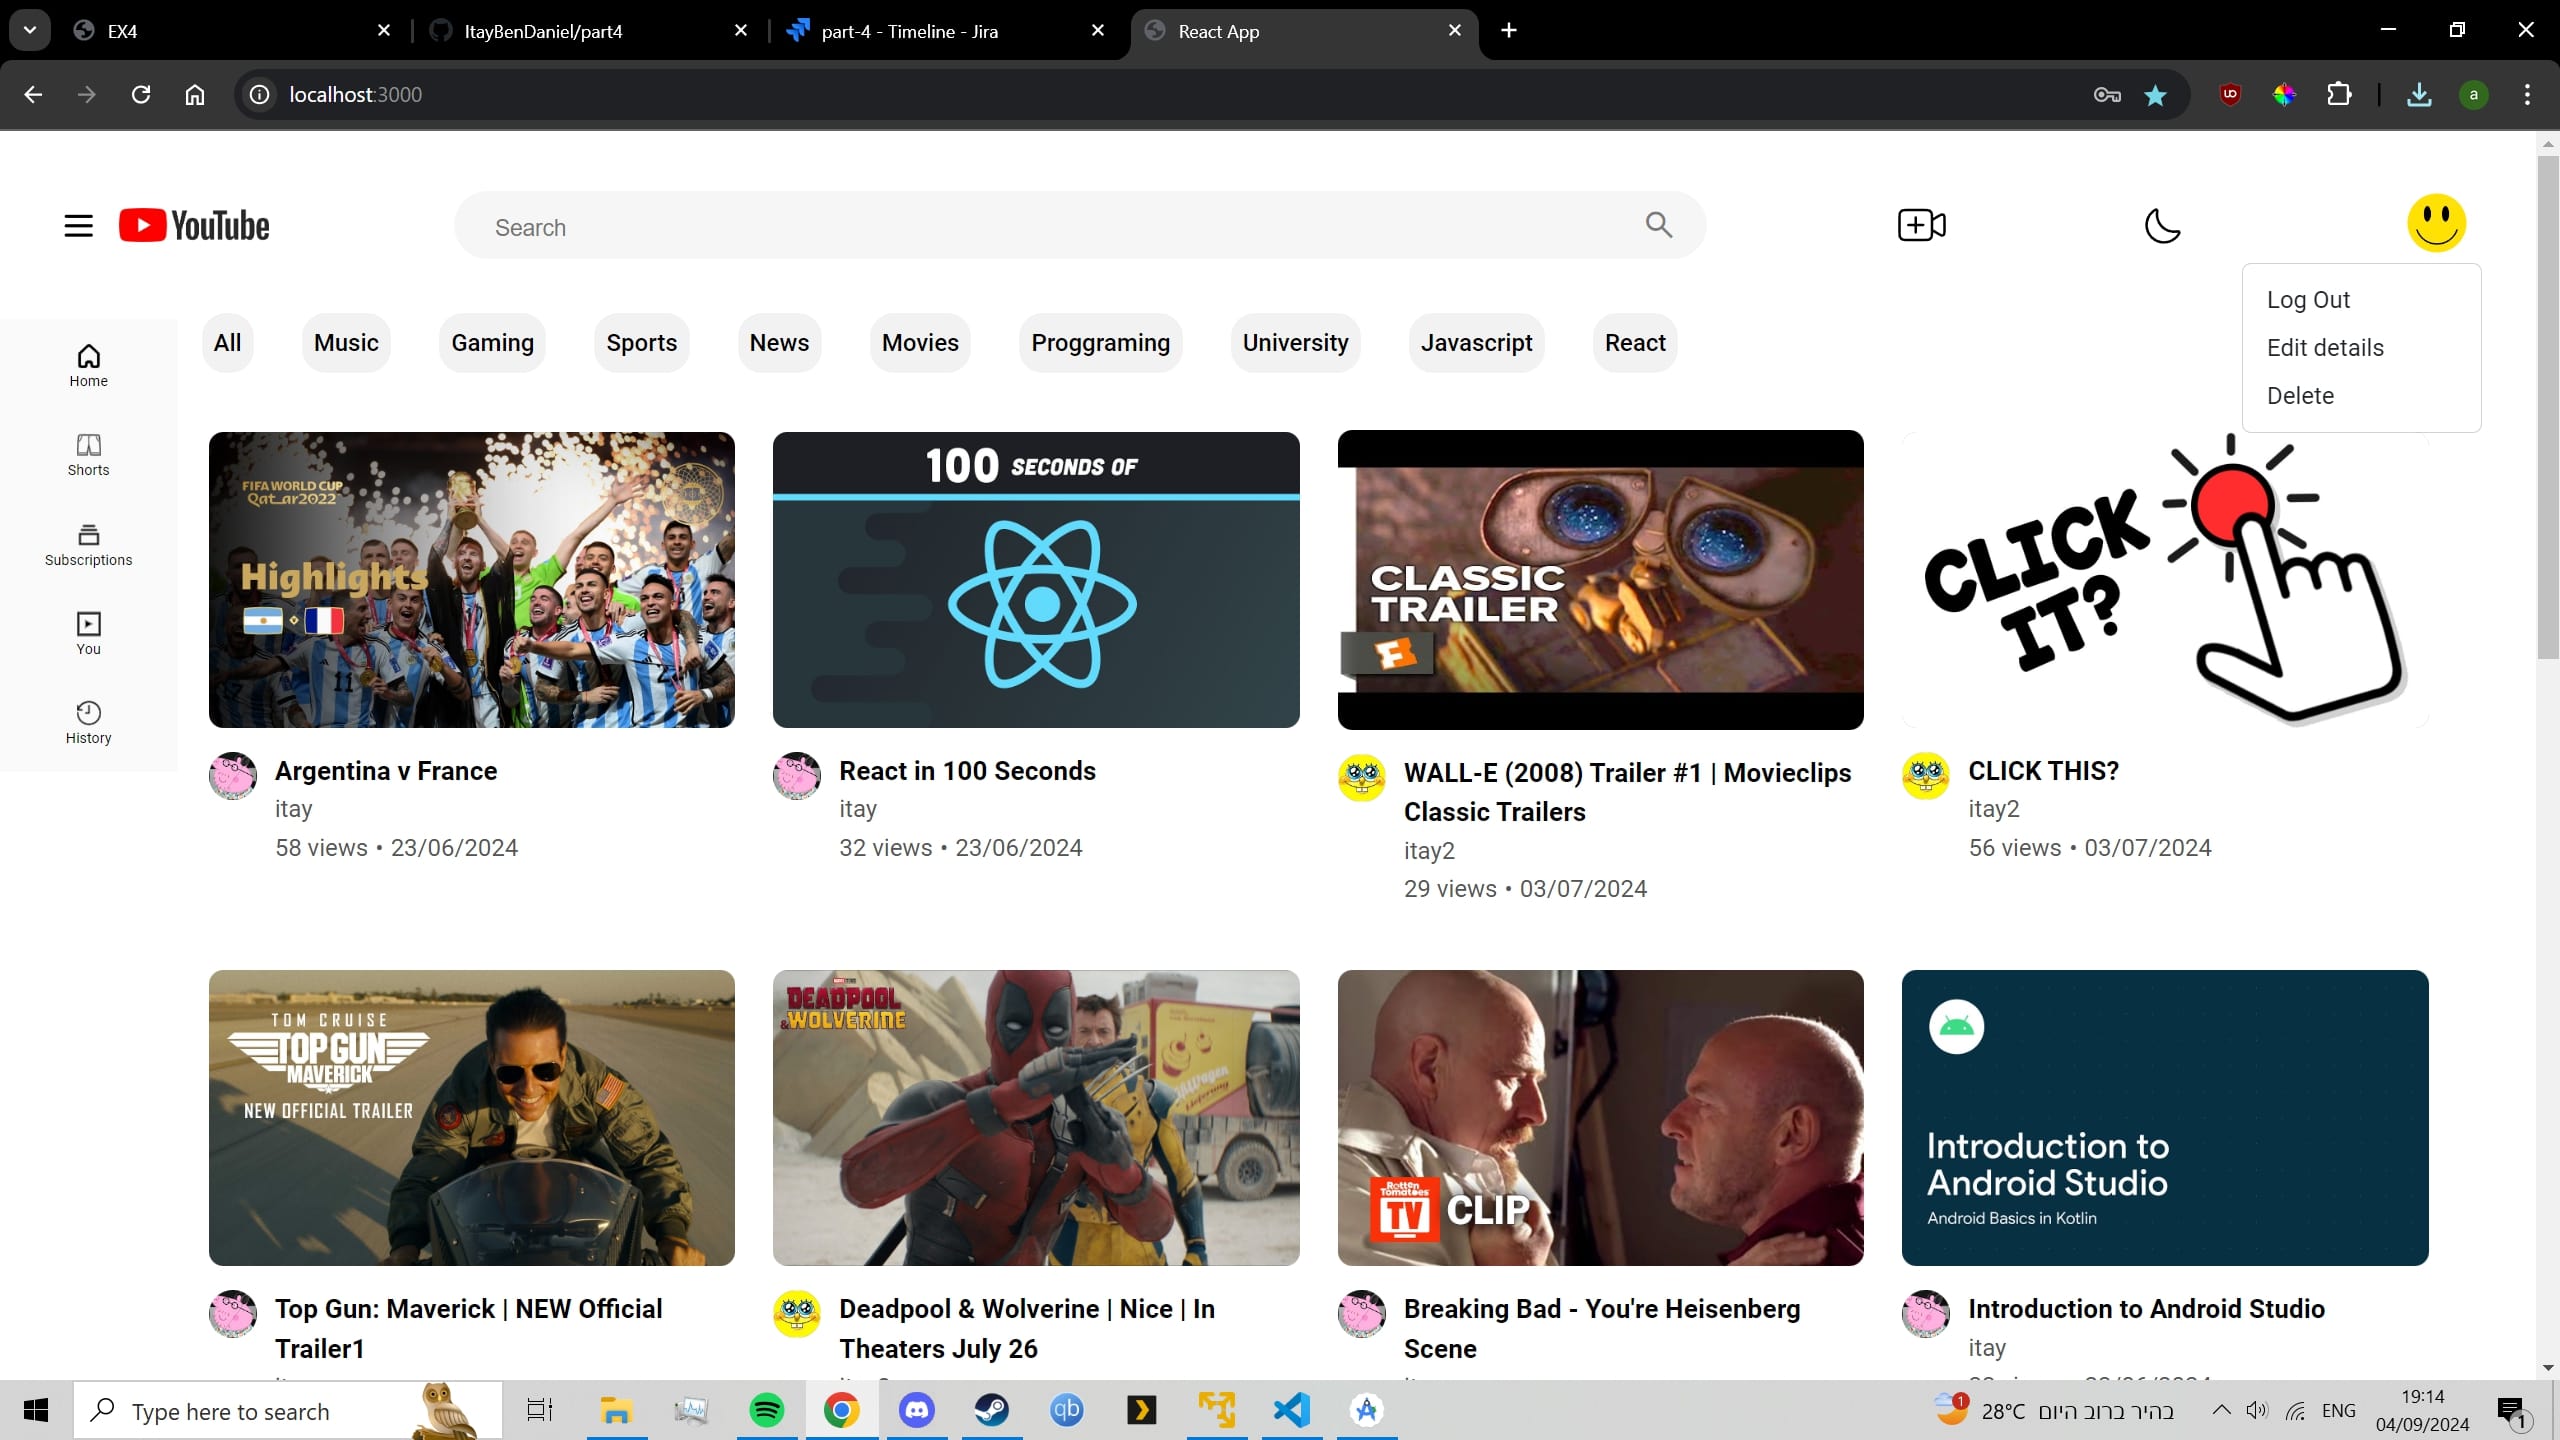 EX4
ItayBenDaniel/part4
part-4 - Timeline - Jira
React App
localhost:3000
a
YouTube
Search
Log Out
Edit details
Delete
All
Music
Gaming
Sports
News
Movies
Proggraming
University
Javascript
React
Home
Shorts
Subscriptions
You
History
FIFA WORLD CUP
Qatar2022
Highlights
100 SECONDS OF
CLASSIC
TRAILER
CLICK
IT?
Argentina v France
itay
58 views • 23/06/2024
React in 100 Seconds
itay
32 views • 23/06/2024
WALL-E (2008) Trailer #1 | Movieclips
Classic Trailers
itay2
29 views • 03/07/2024
CLICK THIS?
itay2
56 views • 03/07/2024
TOM CRUISE
TOP GUN
MAVERICK
NEW OFFICIAL TRAILER
DEADPOOL
& WOLVERINE
Rotten
Tomatoes
TV
CLIP
Introduction to
Android Studio
Android Basics in Kotlin
Top Gun: Maverick | NEW Official
Trailer1
Deadpool & Wolverine | Nice | In
Theaters July 26
Breaking Bad - You're Heisenberg
Scene
Introduction to Android Studio
itay
Type here to search
qb
1
28°C
בהיר ברוב היום
ENG
19:14
04/09/2024
1